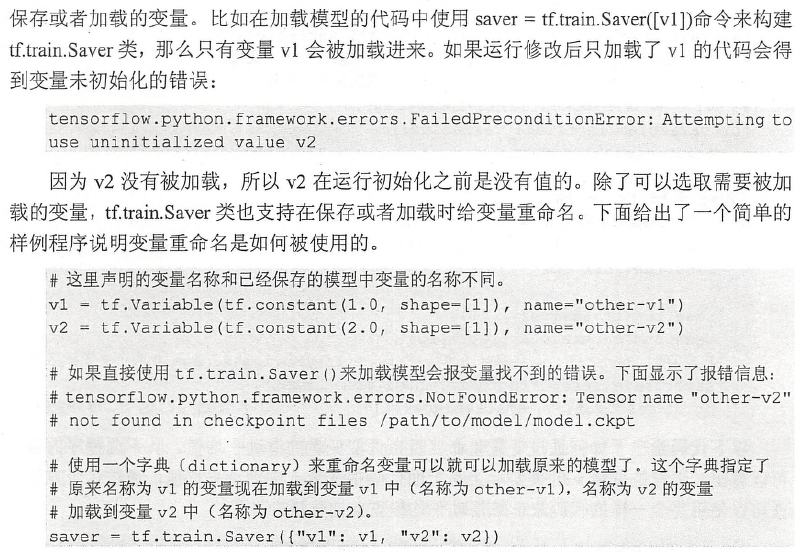 保存或者加载的变量。比如在加载模型的代码中使用 saver = tf.train.Saver([v1])命令来构建
tf.train.Saver 类，那么只有变量 v1 会被加载进来。如果运行修改后只加载了 v1 的代码会得
到变量未初始化的错误：
tensorflow.python.framework.errors.FailedPreconditionError: Attempting to
use uninitialized value v2
因为 v2 没有被加载，所以 v2 在运行初始化之前是没有值的。除了可以选取需要被加
载的变量，tf.train.Saver 类也支持在保存或者加载时给变量重命名。下面给出了一个简单的
样例程序说明变量重命名是如何被使用的。
# 这里声明的变量名称和已经保存的模型中变量的名称不同。
v1 = tf.Variable(tf.constant(1.0, shape=[1]), name="other-v1")
v2 = tf.Variable(tf.constant(2.0, shape=[1]), name="other-v2")
# 如果直接使用 tf.train.Saver()来加载模型会报变量找不到的错误。下面显示了报错信息：
# tensorflow.python.framework.errors.NotFoundError: Tensor name "other-v2"
# not found in checkpoint files /path/to/model/model.ckpt
# 使用一个字典（dictionary）来重命名变量可以就可以加载原来的模型了。这个字典指定了
# 原来名称为 v1 的变量现在加载到变量 v1 中（名称为 other-v1），名称为 v2 的变量
# 加载到变量 v2 中（名称为 other-v2）。
saver = tf.train.Saver({"v1": v1, "v2": v2})